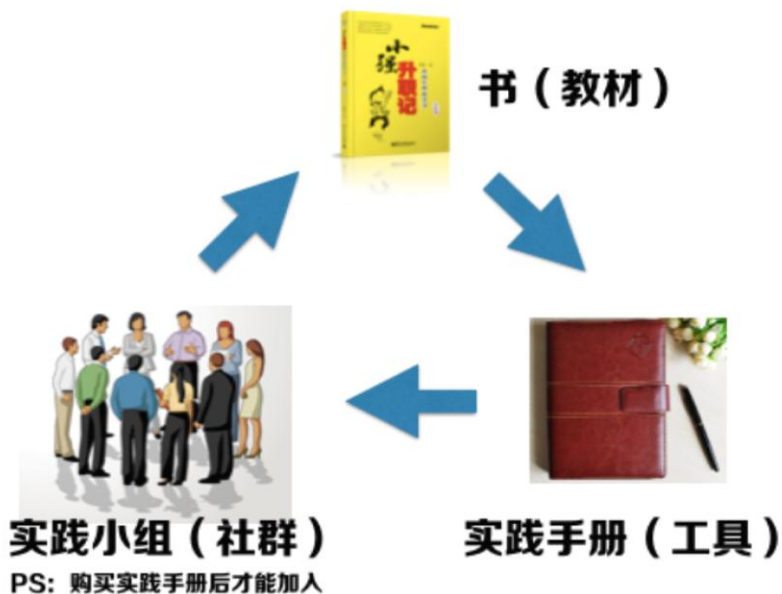 小强
升职记
书（教材）
实践小组（社群）
实践手册（工具）
PS：购买实践手册后才能加入